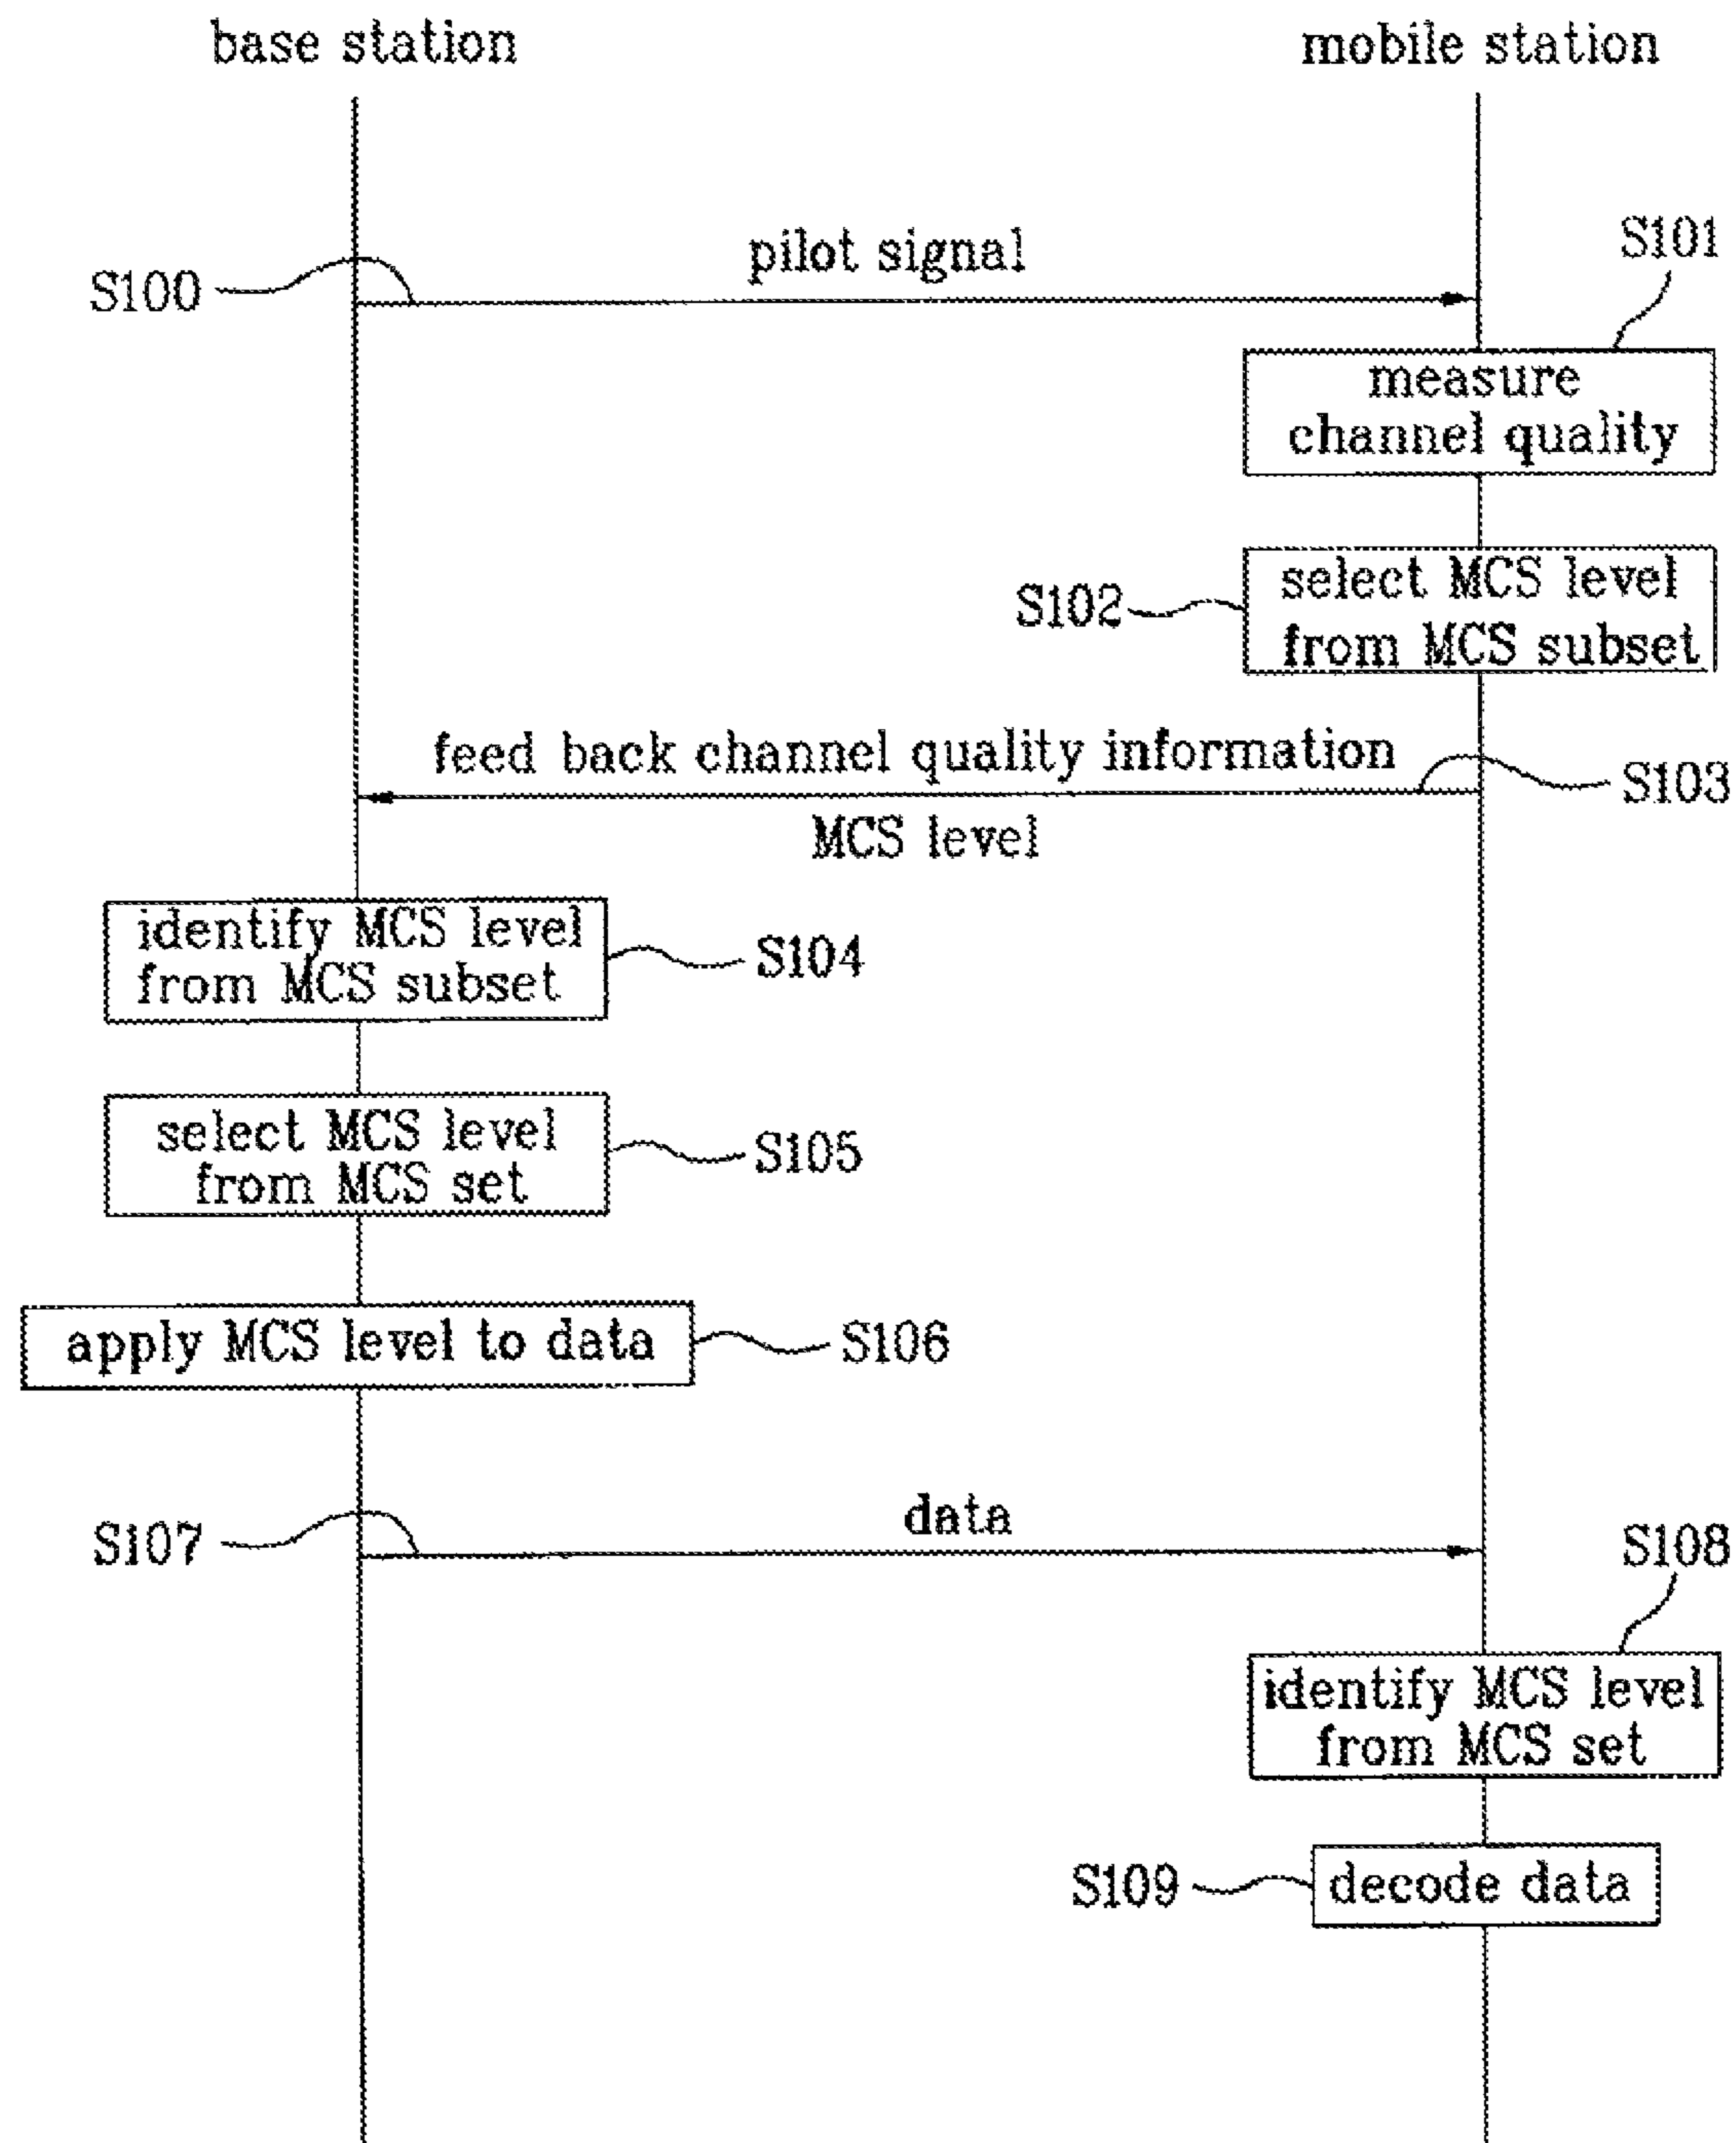 base station
mobile station
S101
pilot signal
S100
measure
channel quality
S102
select MCS level
from MCS subset
feed back channel quality information
S103
MCS level
identify MCS level
from MCS subset
S104
select MCS level
from MCS set
S105
apply MCS level to data
S106
data
S107
S108
identify MCS level
from MCS set
S109
decode data